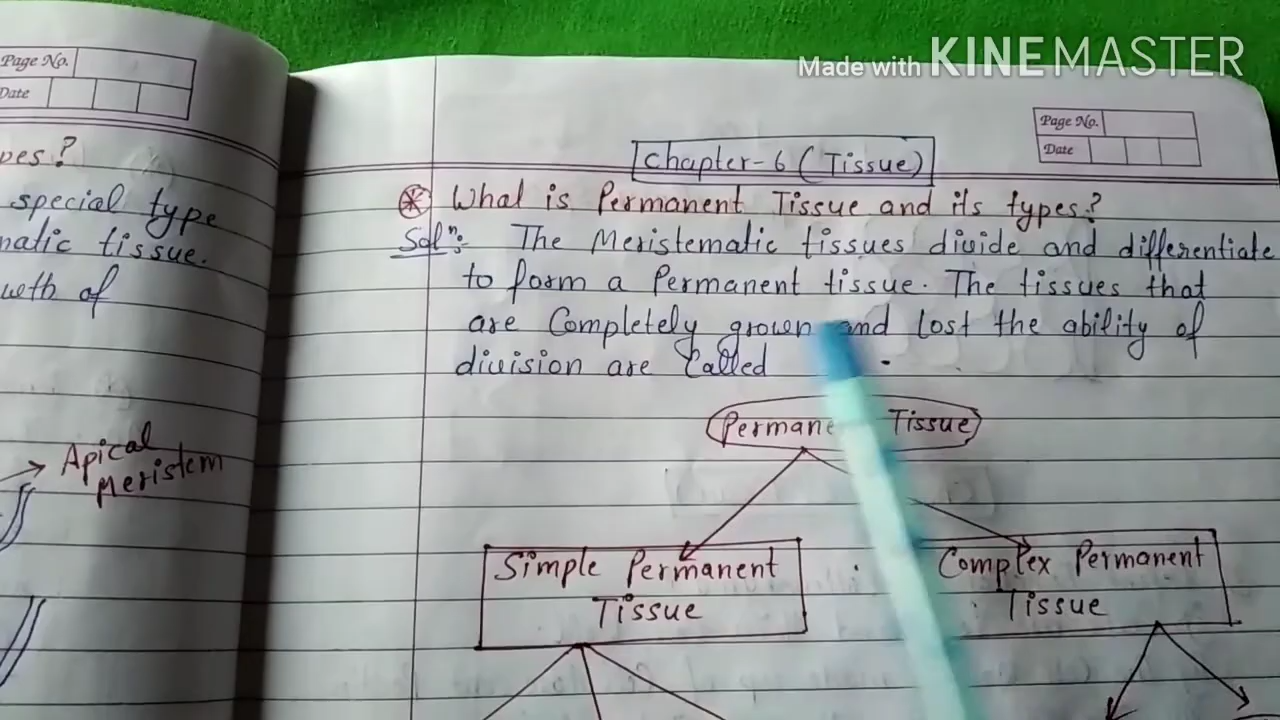 Made with KINEMASTER
Page No.
Date
Page No.
Date
pes?
special type
matic tissue.
wth of
Apical
Meristem
Chapter-6 (Tissue)
What is Permanent Tissue and its types?
Solⁿ: The Meristematic tissues divide and differentiate
to form a Permanent tissue. The tissues that
are Completely grown and lost the ability of
division are Called .
Permane Tissue
Simple Permanent
Tissue
Complex Permanent
Tissue